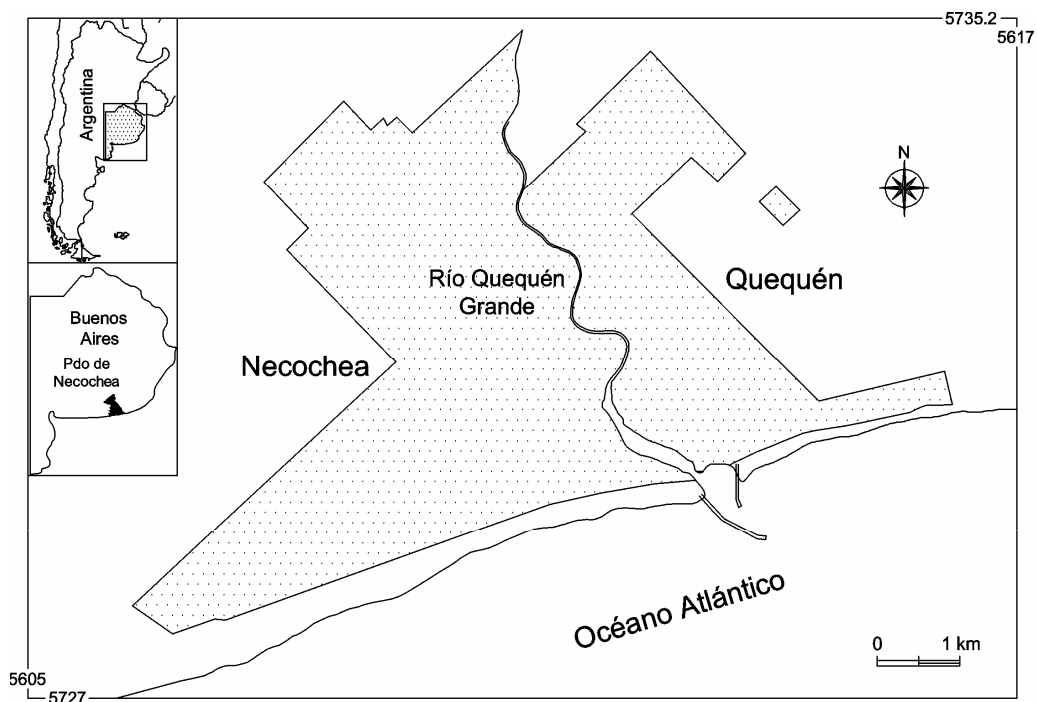 5735.2
5617
Argentina
N
Río Quequén
Grande
Quequén
Buenos
Aires
Pdo de
Necochea
Necochea
Océano Atlántico
0 1 km
5605
5727